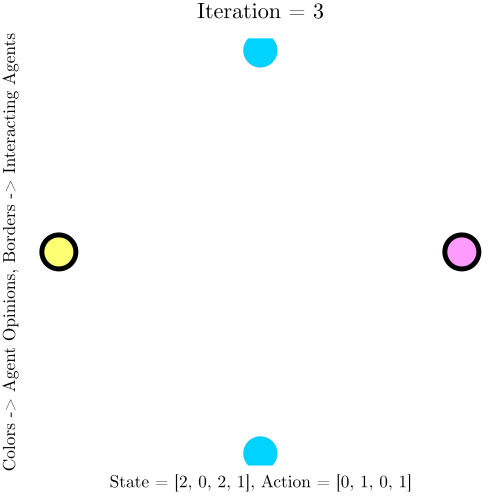 Iteration = 3
Colors -> Agent Opinions, Borders -> Interacting Agents
State = [2, 0, 2, 1], Action = [0, 1, 0, 1]